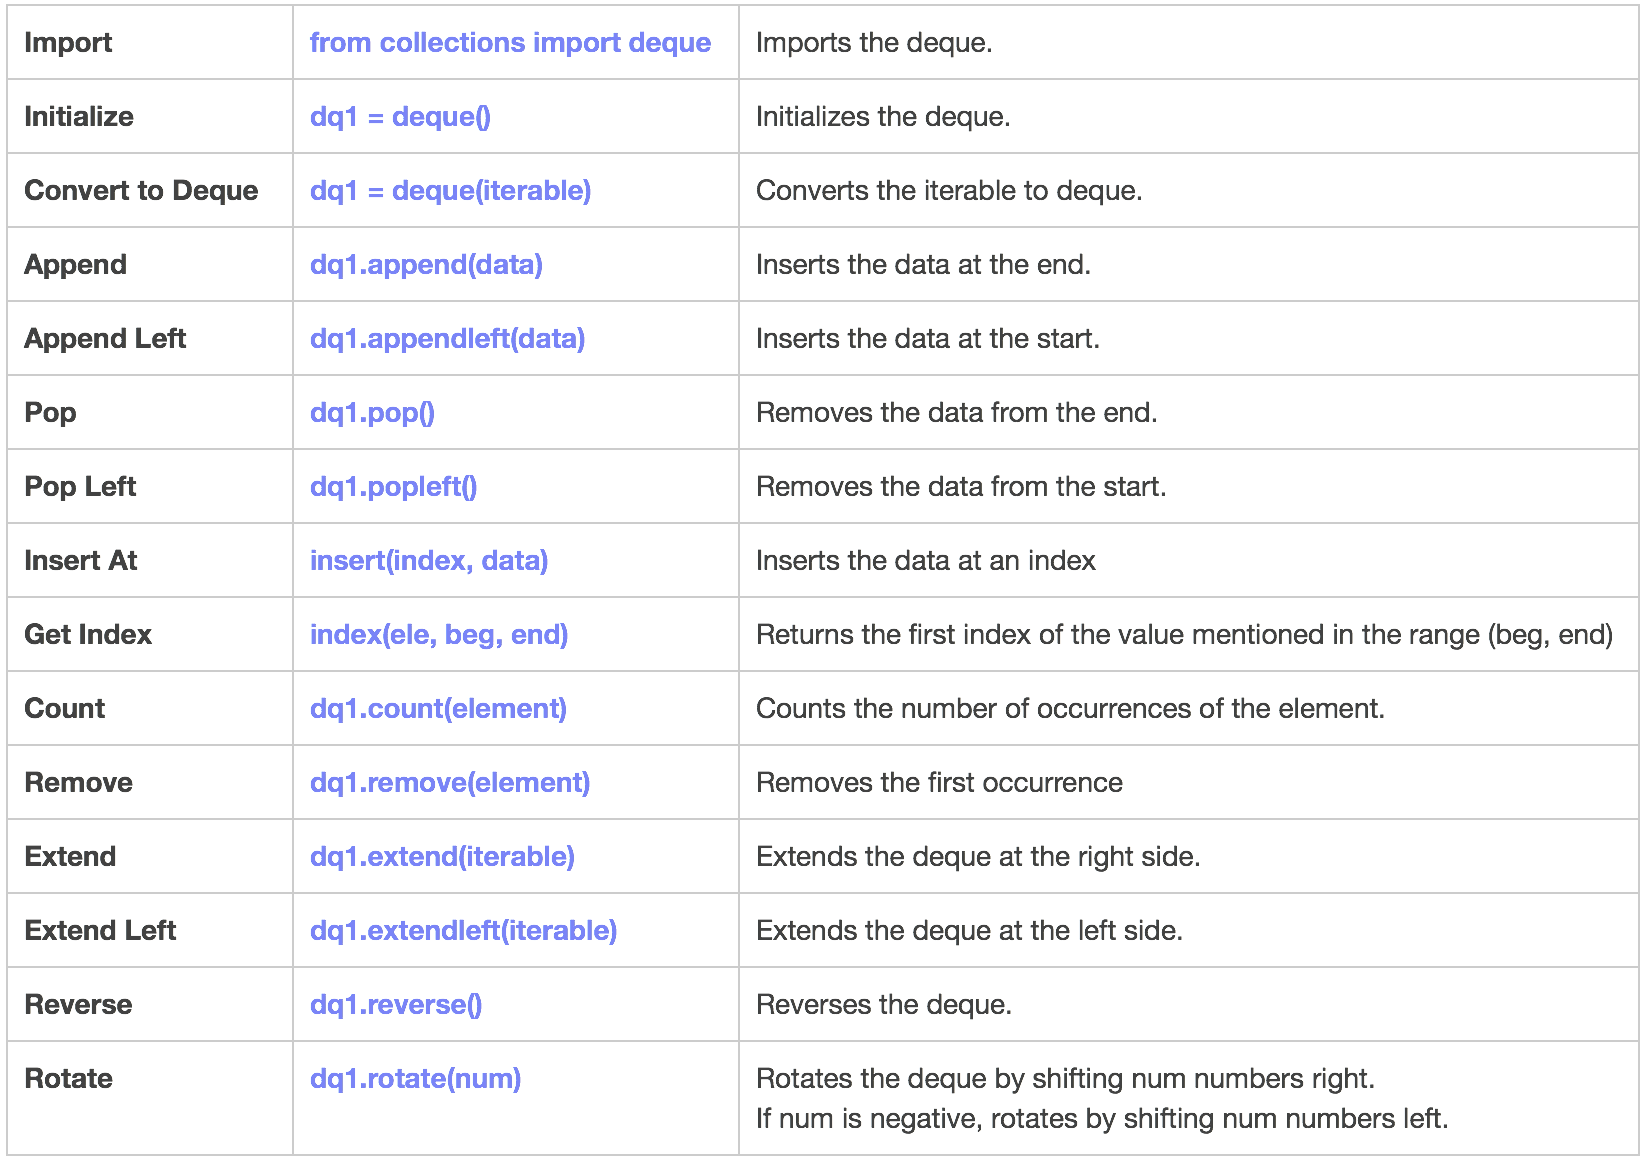 Import from collections import deque Imports the deque.
Initialize dq1 = deque() Initializes the deque.
Convert to Deque dq1 = deque(iterable) Converts the iterable to deque.
Append dq1.append(data) Inserts the data at the end.
Append Left dq1.appendleft(data) Inserts the data at the start.
Pop dq1.pop() Removes the data from the end.
Pop Left dq1.popleft() Removes the data from the start.
Insert At insert(index, data) Inserts the data at an index
Get Index index(ele, beg, end) Returns the first index of the value mentioned in the range (beg, end)
Count dq1.count(element) Counts the number of occurrences of the element.
Remove dq1.remove(element) Removes the first occurrence
Extend dq1.extend(iterable) Extends the deque at the right side.
Extend Left dq1.extendleft(iterable) Extends the deque at the left side.
Reverse dq1.reverse() Reverses the deque.
Rotate dq1.rotate(num) Rotates the deque by shifting num numbers right.
If num is negative, rotates by shifting num numbers left.